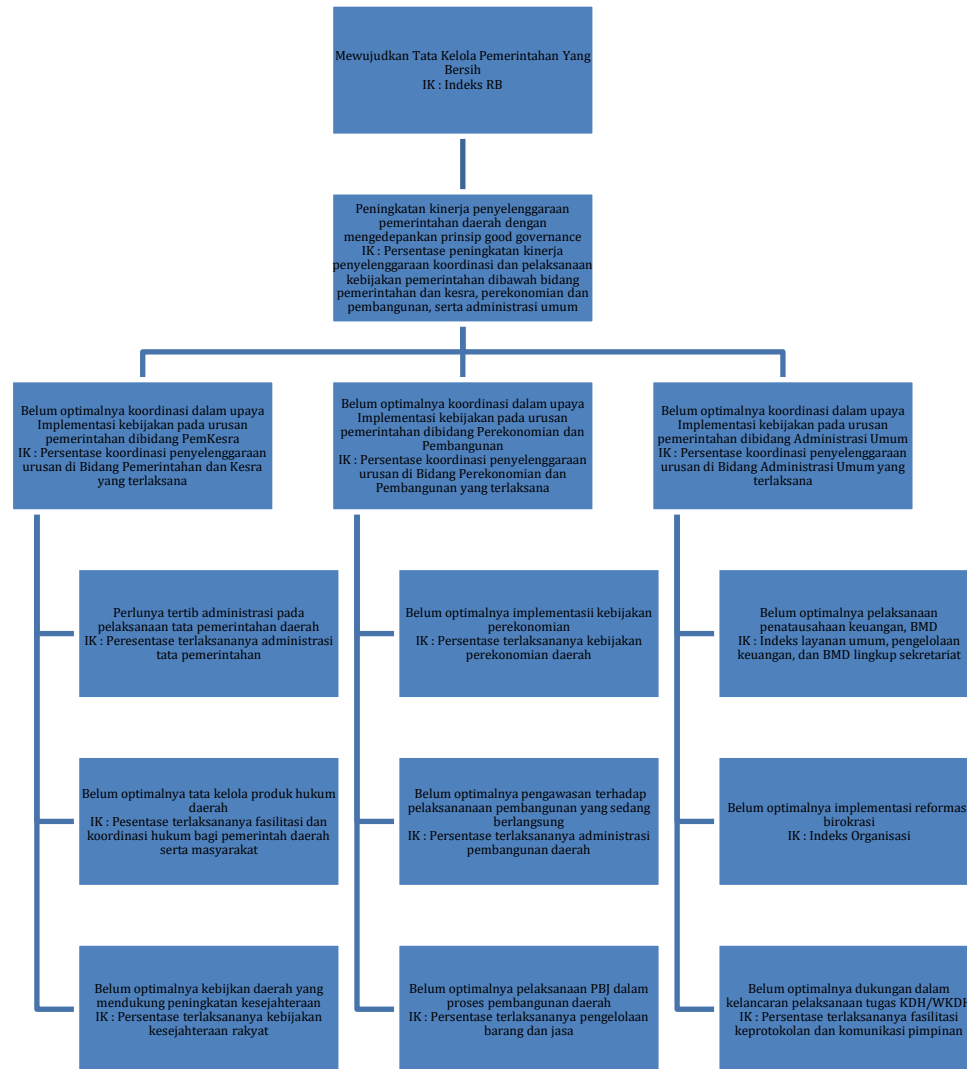 Mewujudkan Tata Kelola Pemerintahan Yang
Bersih
IK : Indeks RB
Peningkatan kinerja penyelenggaraan
pemerintahan daerah dengan
mengedepankan prinsip good governance
IK : Persentase peningkatan kinerja
penyelenggaraan koordinasi dan pelaksanaan
kebijakan pemerintahan dibawah bidang
pemerintahan dan kesra, perekonomian dan
pembangunan, serta administrasi umum
Belum optimalnya koordinasi dalam upaya
Implementasi kebijakan pada urusan
pemerintahan dibidang PemKesra
IK : Persentase koordinasi penyelenggaraan
urusan di Bidang Pemerintahan dan Kesra
yang terlaksana
Belum optimalnya koordinasi dalam upaya
Implementasi kebijakan pada urusan
pemerintahan dibidang Perekonomian dan
Pembangunan
IK : Persentase koordinasi penyelenggaraan
urusan di Bidang Perekonomian dan
Pembangunan yang terlaksana
Belum optimalnya koordinasi dalam upaya
Implementasi kebijakan pada urusan
pemerintahan dibidang Administrasi Umum
IK : Persentase koordinasi penyelenggaraan
urusan di Bidang Administrasi Umum yang
terlaksana
Perlunya tertib administrasi pada
pelaksanaan tata pemerintahan daerah
IK : Peresentase terlaksananya administrasi
tata pemerintahan
Belum optimalnya implementasii kebijakan
perekonomian
IK : Persentase terlaksananya kebijakan
perekonomian daerah
Belum optimalnya pelaksanaan
penatausahaan keuangan, BMD
IK : Indeks layanan umum, pengelolaan
keuangan, dan BMD lingkup sekretariat
Belum optimalnya tata kelola produk hukum
daerah
IK : Pesentase terlaksananya fasilitasi dan
koordinasi hukum bagi pemerintah daerah
serta masyarakat
Belum optimalnya pengawasan terhadap
pelaksananaan pembangunan yang sedang
berlangsung
IK : Persentase terlaksananya administrasi
pembangunan daerah
Belum optimalnya implementasi reformasi
birokrasi
IK : Indeks Organisasi
Belum optimalnya kebijkan daerah yang
mendukung peningkatan kesejahteraan
IK : Persentase terlaksananya kebijakan
kesejahteraan rakyat
Belum optimalnya pelaksanaan PBJ dalam
proses pembangunan daerah
IK : Persentase terlaksananya pengelolaan
barang dan jasa
Belum optimalnya dukungan dalam
kelancaran pelaksanaan tugas KDH/WKDH
IK : Persentase terlaksananya fasilitasi
keprotokolan dan komunikasi pimpinan